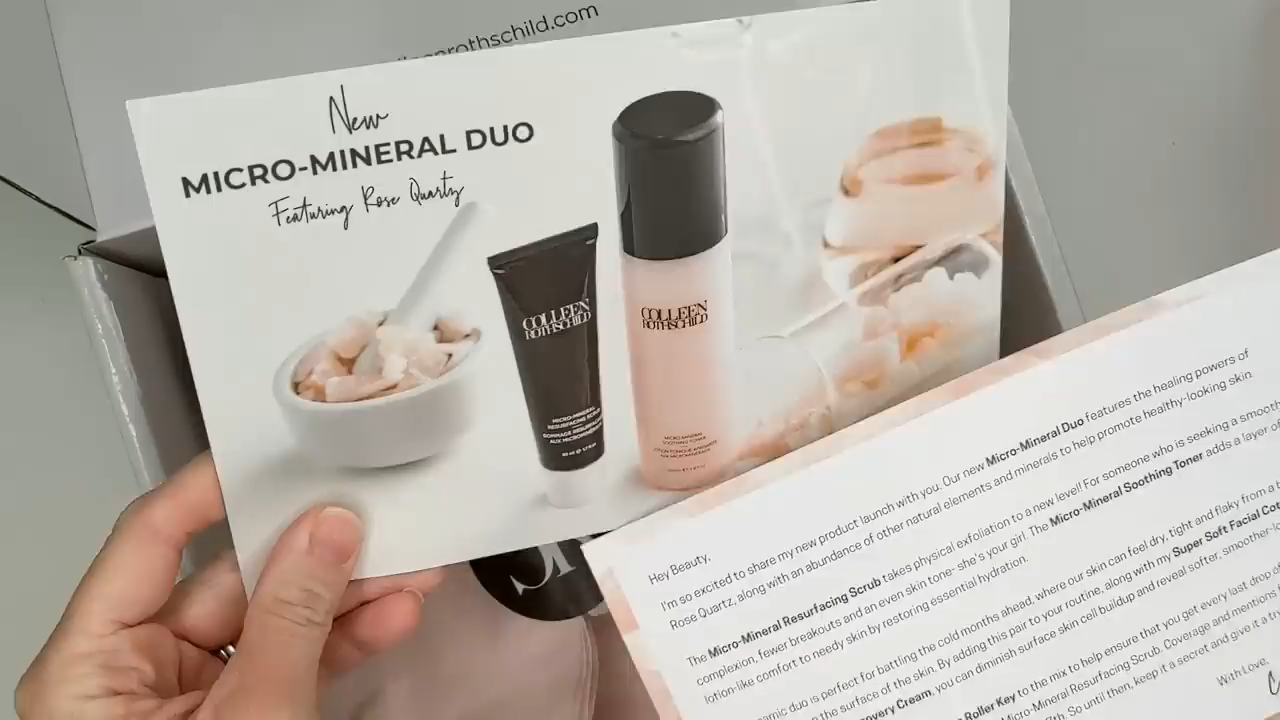 rothschild.com
New
MICRO-MINERAL DUO
Featuring Rose Quartz
COLLEEN
ROTHSCHILD
MICRO-MINERAL
RESURFACING SCRUB
GOMMAGE RESURFAÇANT
AUX MICROMINÉRAUX
COLLEEN
ROTHSCHILD
MICRO-MINERAL
SOOTHING TONER
Hey Beauty,
I'm so excited to share my new product launch with you. Our new Micro-Mineral Duo features the healing powers of
Rose Quartz, along with an abundance of other natural elements and minerals to help promote healthy-looking skin.
The Micro-Mineral Resurfacing Scrub takes physical exfoliation to a new level! For someone who is seeking a smooth
complexion, fewer breakouts and an even skin tone- she's your girl. The Micro-Mineral Soothing Toner adds a layer of
lotion-like comfort to needy skin by restoring essential hydration.
amic duo is perfect for battling the cold months ahead, where our skin can feel dry, tight and flaky from a b
the surface of the skin. By adding this pair to your routine, along with my Super Soft Facial Co
overy Cream, you can diminish surface skin cell buildup and reveal softer, smoother-lo
Roller Key to the mix to help ensure that you get every last drop of
Micro-Mineral Resurfacing Scrub. Coverage and mentions
th. So until then, keep it a secret and give it a t
With Love,